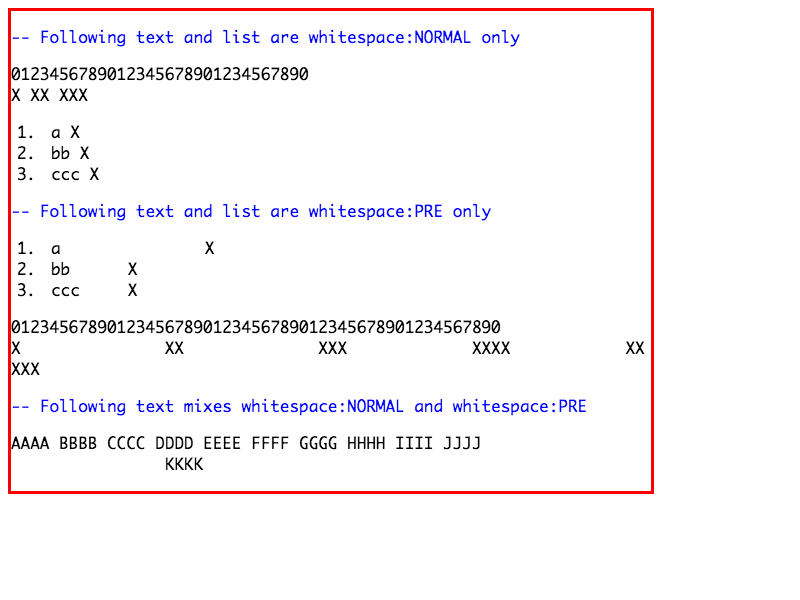 -- Following text and list are whitespace:NORMAL only
0123456789012345678901234567890
X XX XXX
1. a X
2. bb X
3. ccc X
-- Following text and list are whitespace:PRE only
1. a               X
2. bb      X
3. ccc     X
012345678901234567890123456789012345678901234567890
X               XX              XXX             XXXX            XX
XXX
-- Following text mixes whitespace:NORMAL and whitespace:PRE
AAAA BBBB CCCC DDDD EEEE FFFF GGGG HHHH IIII JJJJ
                KKKK